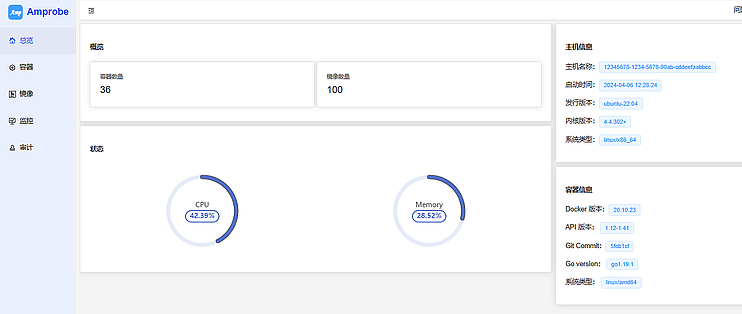 Amp Amprobe
总览
容器
镜像
监控
审计
概览
容器数量
36
镜像数量
100
状态
CPU
42.39%
Memory
28.52%
主机信息
主机名称: 12345678-1234-5678-90ab-cddeefaabbcc
启动时间: 2024-04-06 12:28:24
发行版本: ubuntu-22.04
内核版本: 4.4.302+
系统类型: linux/x86_64
容器信息
Docker 版本: 20.10.23
API 版本: 1.12-1.41
Git Commit: 5fcb1cf
Go version: go1.19.1
系统类型: linux/amd64